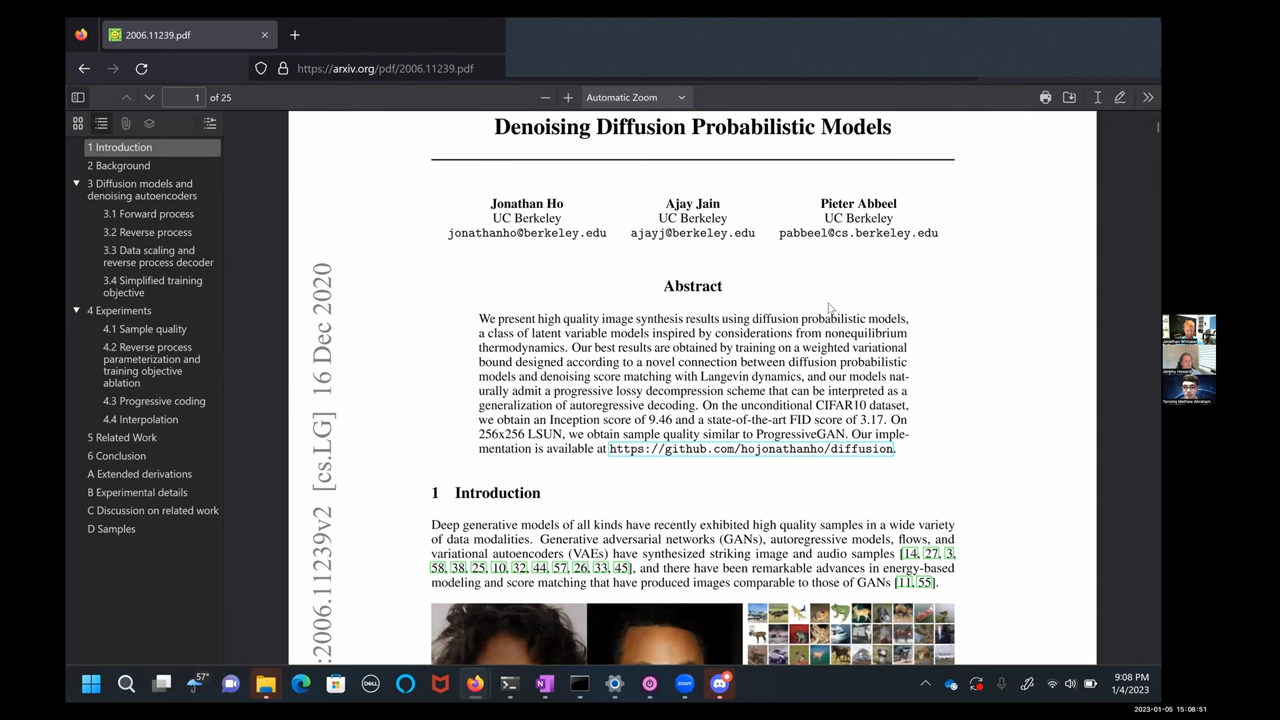 2006.11239.pdf
https://arxiv.org/pdf/2006.11239.pdf
1 of 25
Automatic Zoom
1 Introduction
2 Background
3 Diffusion models and
denoising autoencoders
3.1 Forward process
3.2 Reverse process
3.3 Data scaling and
reverse process decoder
3.4 Simplified training
objective
4 Experiments
4.1 Sample quality
4.2 Reverse process
parameterization and
training objective
ablation
4.3 Progressive coding
4.4 Interpolation
5 Related Work
6 Conclusion
A Extended derivations
B Experimental details
C Discussion on related work
D Samples
:2006.11239v2 [cs.LG] 16 Dec 2020
Denoising Diffusion Probabilistic Models
Jonathan Ho Ajay Jain Pieter Abbeel
UC Berkeley UC Berkeley UC Berkeley
jonathanho@berkeley.edu ajayj@berkeley.edu pabbeel@cs.berkeley.edu
Abstract
We present high quality image synthesis results using diffusion probabilistic models,
a class of latent variable models inspired by considerations from nonequilibrium
thermodynamics. Our best results are obtained by training on a weighted variational
bound designed according to a novel connection between diffusion probabilistic
models and denoising score matching with Langevin dynamics, and our models nat-
urally admit a progressive lossy decompression scheme that can be interpreted as a
generalization of autoregressive decoding. On the unconditional CIFAR10 dataset,
we obtain an Inception score of 9.46 and a state-of-the-art FID score of 3.17. On
256x256 LSUN, we obtain sample quality similar to ProgressiveGAN. Our imple-
mentation is available at https://github.com/hojonathanho/diffusion.
1 Introduction
Deep generative models of all kinds have recently exhibited high quality samples in a wide variety
of data modalities. Generative adversarial networks (GANs), autoregressive models, flows, and
variational autoencoders (VAEs) have synthesized striking image and audio samples [14, 27, 3,
58, 38, 25, 10, 32, 44, 57, 26, 33, 45], and there have been remarkable advances in energy-based
modeling and score matching that have produced images comparable to those of GANs [11, 55].
Jonathan Whitaker
Jeremy Howard
Tanishq Mathew Abraham
57°
DELL
zoom
9:08 PM
1/4/2023
2023-01-05 15:08:51